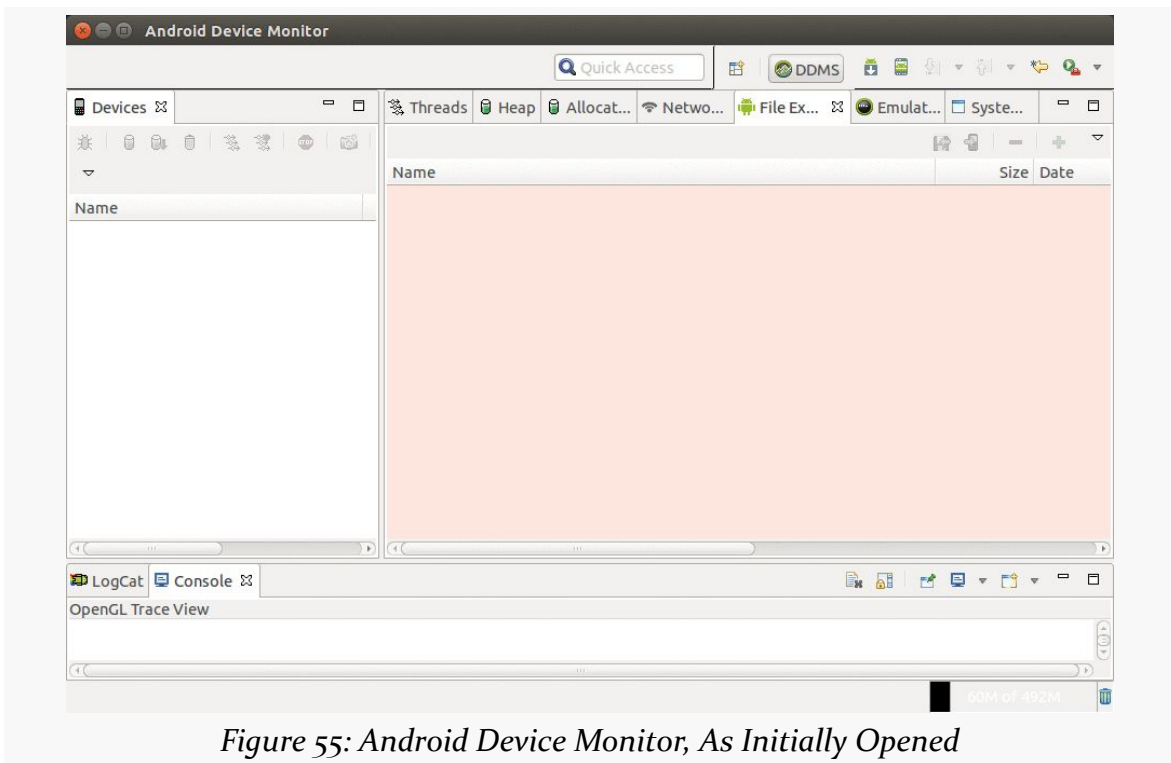 Android Device Monitor
Quick Access DDMS
Devices Threads Heap Allocat... Netwo... File Ex... Emulat... Syste...
Name Size Date
Name
LogCat Console
OpenGL Trace View
60M of 492M
Figure 55: Android Device Monitor, As Initially Opened